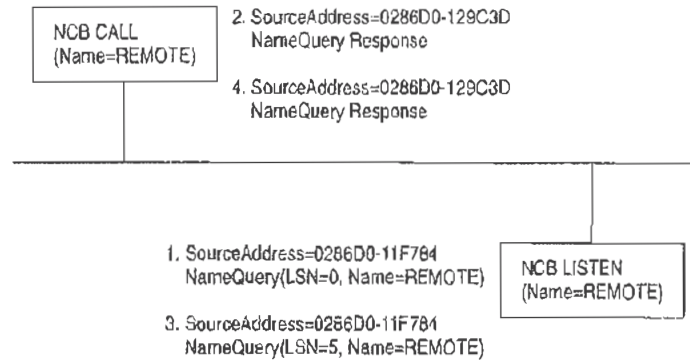 NCB CALL
(Name=REMOTE)
2. SourceAddress=0286D0-129C3D
NameQuery Response
4. SourceAddress=0286D0-129C3D
NameQuery Response
1. SourceAddress=0286D0-11F784
NameQuery(LSN=0, Name=REMOTE)
3. SourceAddress=0286D0-11F784
NameQuery(LSN=5, Name=REMOTE)
NCB LISTEN
(Name=REMOTE)